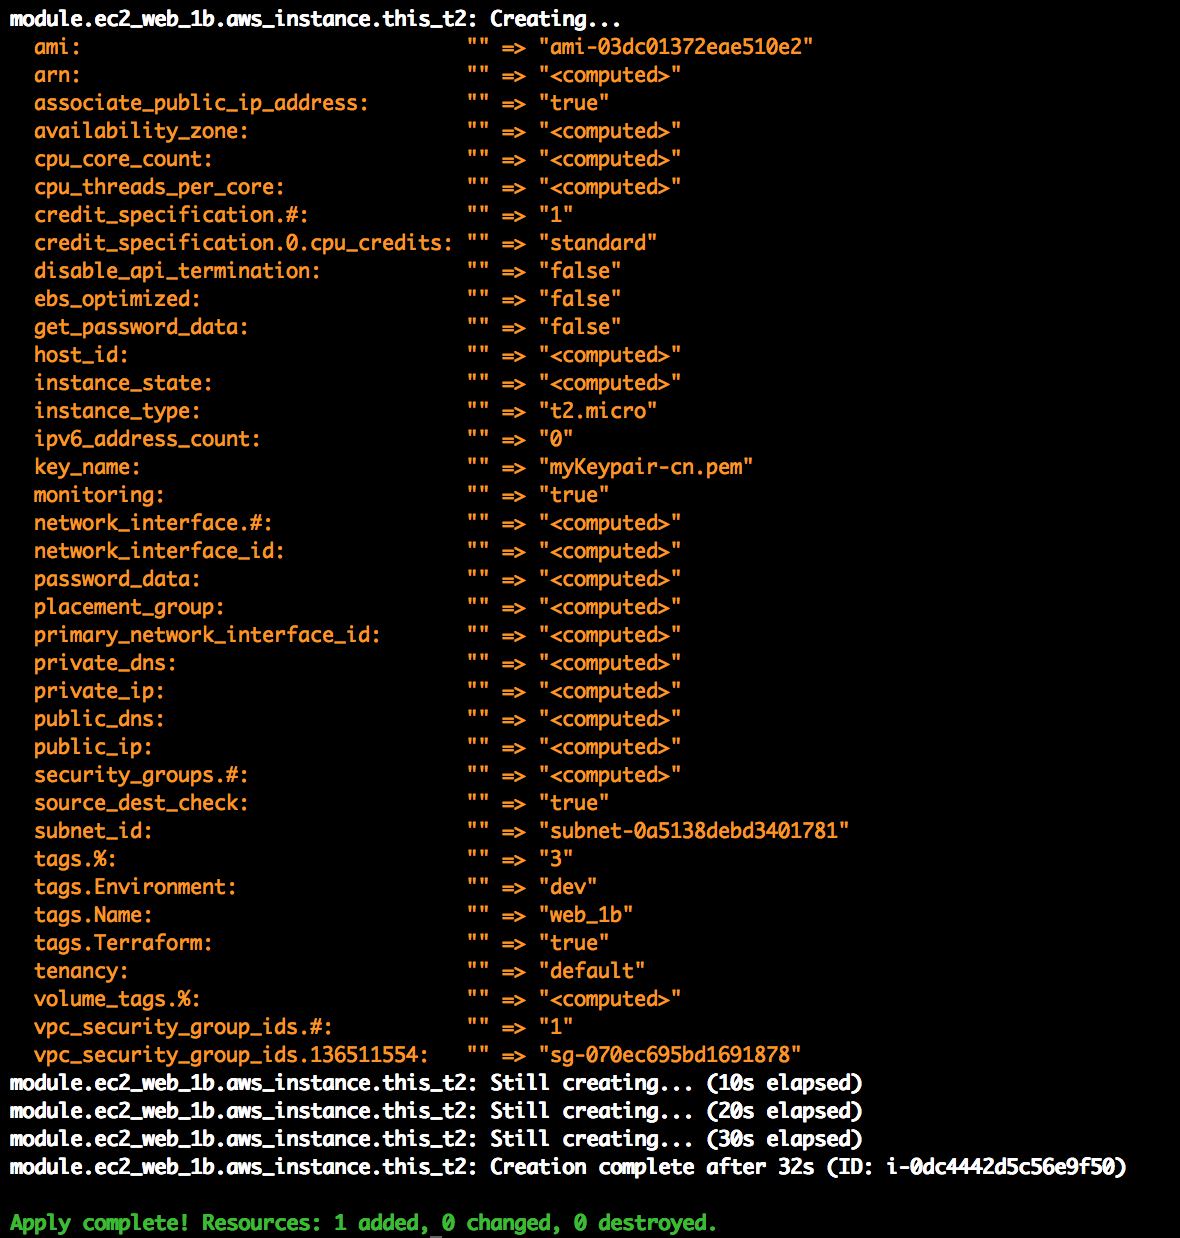 module.ec2_web_1b.aws_instance.this_t2: Creating...
  ami:                                 "" => "ami-03dc01372eae510e2"
  arn:                                 "" => "<computed>"
  associate_public_ip_address:         "" => "true"
  availability_zone:                   "" => "<computed>"
  cpu_core_count:                      "" => "<computed>"
  cpu_threads_per_core:                "" => "<computed>"
  credit_specification.#:              "" => "1"
  credit_specification.0.cpu_credits:  "" => "standard"
  disable_api_termination:             "" => "false"
  ebs_optimized:                       "" => "false"
  get_password_data:                   "" => "false"
  host_id:                             "" => "<computed>"
  instance_state:                      "" => "<computed>"
  instance_type:                       "" => "t2.micro"
  ipv6_address_count:                  "" => "0"
  key_name:                            "" => "myKeypair-cn.pem"
  monitoring:                          "" => "true"
  network_interface.#:                 "" => "<computed>"
  network_interface_id:                "" => "<computed>"
  password_data:                       "" => "<computed>"
  placement_group:                     "" => "<computed>"
  primary_network_interface_id:        "" => "<computed>"
  private_dns:                         "" => "<computed>"
  private_ip:                          "" => "<computed>"
  public_dns:                          "" => "<computed>"
  public_ip:                           "" => "<computed>"
  security_groups.#:                   "" => "<computed>"
  source_dest_check:                   "" => "true"
  subnet_id:                           "" => "subnet-0a5138debd3401781"
  tags.%:                              "" => "3"
  tags.Environment:                    "" => "dev"
  tags.Name:                           "" => "web_1b"
  tags.Terraform:                      "" => "true"
  tenancy:                             "" => "default"
  volume_tags.%:                       "" => "<computed>"
  vpc_security_group_ids.#:            "" => "1"
  vpc_security_group_ids.136511554:    "" => "sg-070ec695bd1691878"
module.ec2_web_1b.aws_instance.this_t2: Still creating... (10s elapsed)
module.ec2_web_1b.aws_instance.this_t2: Still creating... (20s elapsed)
module.ec2_web_1b.aws_instance.this_t2: Still creating... (30s elapsed)
module.ec2_web_1b.aws_instance.this_t2: Creation complete after 32s (ID: i-0dc4442d5c56e9f50)
Apply complete! Resources: 1 added, 0 changed, 0 destroyed.